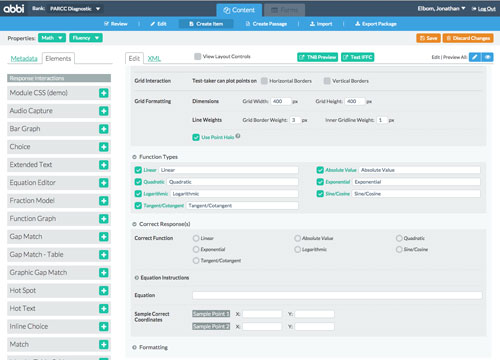 abbi
Bank: PARCC Diagnostic
Content
Forms
Elbom, Jonathan
Log Out
Review
Edit
Create Item
Create Passage
Import
Export Package
Properties: Math Fluency
Save
Discard Changes
Metadata Elements
Edit XML
View Layout Controls
TN8 Preview
Test IFFC
Edit | Preview All:
Response Interactions
Module CSS (demo)
Audio Capture
Bar Graph
Choice
Extended Text
Equation Editor
Fraction Model
Function Graph
Gap Match
Gap Match - Table
Graphic Gap Match
Hot Spot
Hot Text
Inline Choice
Match
Grid Interaction Test-taker can plot points on Horizontal Borders Vertical Borders
Grid Formatting Dimensions Grid Width: 400 px Grid Height: 400 px
Line Weights Grid Border Weight: 3 px Inner Gridline Weight: 1 px
Use Point Halo
Function Types
Linear Linear Absolute Value Absolute Value
Quadratic Quadratic Exponential Exponential
Logarithmic Logarithmic Sine/Cosine Sine/Cosine
Tangent/Cotangent Tangent/Cotangent
Correct Response(s)
Correct Function Linear Absolute Value Quadratic
Exponential Logarithmic Sine/Cosine
Tangent/Cotangent
Equation Instructions
Equation
Sample Correct Coordinates
Sample Point 1 X: Y:
Sample Point 2 X: Y:
Formatting